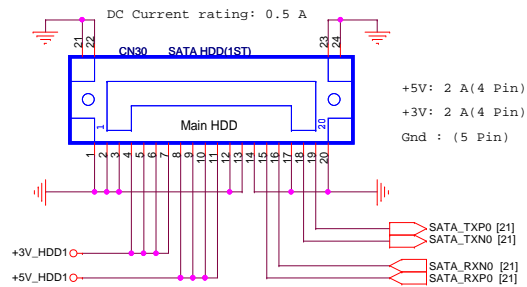 DC Current rating: 0.5 A
21
22
23
24
CN30 SATA HDD(1ST)
+5V: 2 A(4 Pin)
+3V: 2 A(4 Pin)
Gnd : (5 Pin)
1
20
Main HDD
1
2
3
4
5
6
7
8
9
10
11
12
13
14
15
16
17
18
19
20
SATA_TXP0 [21]
SATA_TXN0 [21]
+3V_HDD1
SATA_RXN0 [21]
+5V_HDD1
SATA_RXP0 [21]